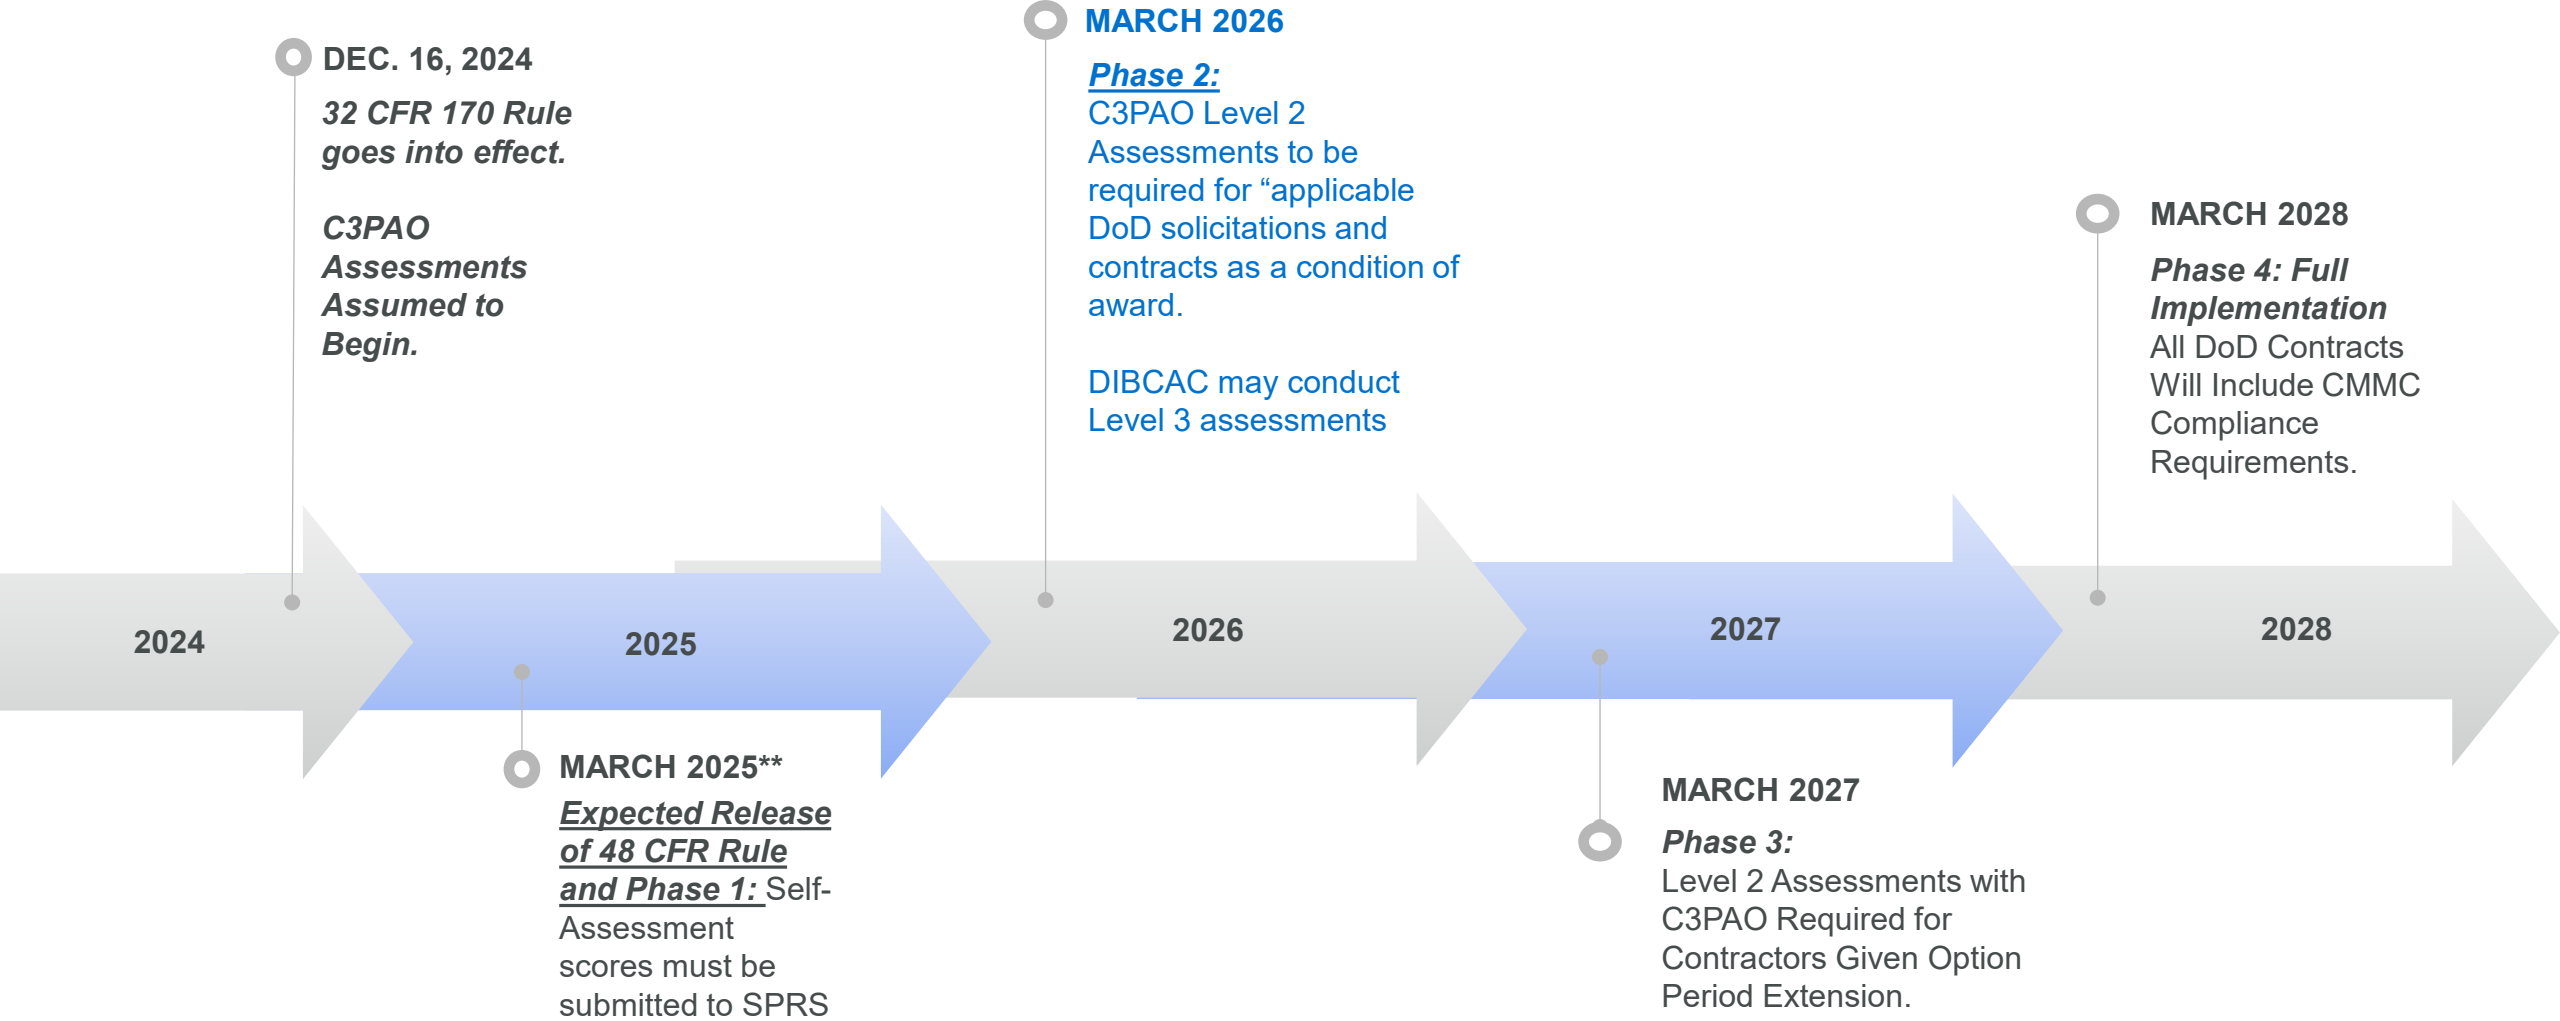 DEC. 16, 2024
32 CFR 170 Rule
goes into effect.
C3PAO
Assessments
Assumed to
Begin.
MARCH 2026
Phase 2:
C3PAO Level 2
Assessments to be
required for “applicable
DoD solicitations and
contracts as a condition of
award.
DIBCAC may conduct
Level 3 assessments
MARCH 2028
Phase 4: Full
Implementation
All DoD Contracts
Will Include CMMC
Compliance
Requirements.
2024
2025
2026
2027
2028
MARCH 2025**
Expected Release
of 48 CFR Rule
and Phase 1: Self-
Assessment
scores must be
submitted to SPRS
MARCH 2027
Phase 3:
Level 2 Assessments with
C3PAO Required for
Contractors Given Option
Period Extension.